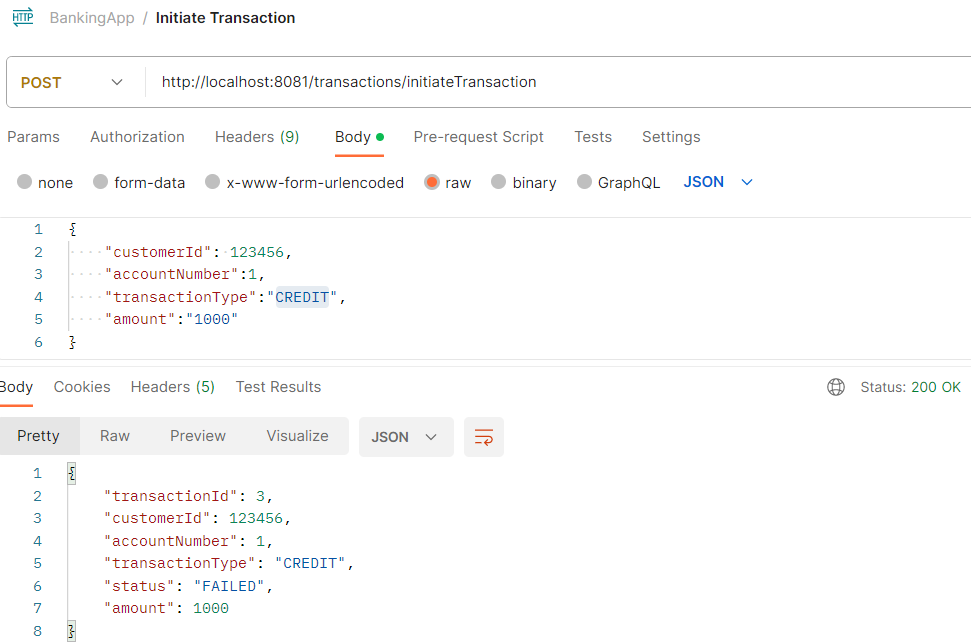 HTTP BankingApp / Initiate Transaction
POST http://localhost:8081/transactions/initiateTransaction
Params Authorization Headers (9) Body Pre-request Script Tests Settings
none form-data x-www-form-urlencoded raw binary GraphQL JSON
1 {
2 ····"customerId":·123456,
3 ····"accountNumber":1,
4 ····"transactionType":"CREDIT",
5 ····"amount":"1000"
6 }
Body Cookies Headers (5) Test Results Status: 200 OK
Pretty Raw Preview Visualize JSON
1 {
2 "transactionId": 3,
3 "customerId": 123456,
4 "accountNumber": 1,
5 "transactionType": "CREDIT",
6 "status": "FAILED",
7 "amount": 1000
8 }